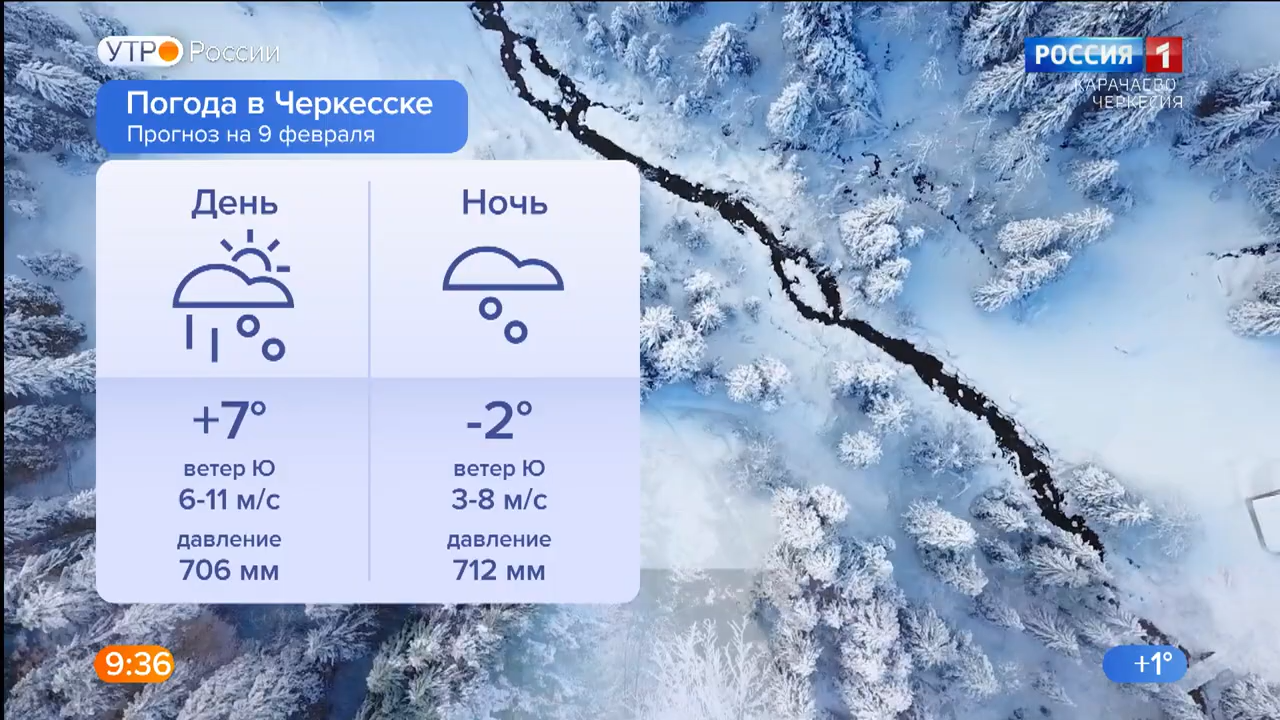 УТРО России
РОССИЯ 1
КАРАЧАЕВО
ЧЕРКЕСИЯ
Погода в Черкесске
Прогноз на 9 февраля
День
Ночь
+7°
-2°
ветер Ю
ветер Ю
6-11 м/с
3-8 м/с
давление
давление
706 мм
712 мм
9:36
+1°